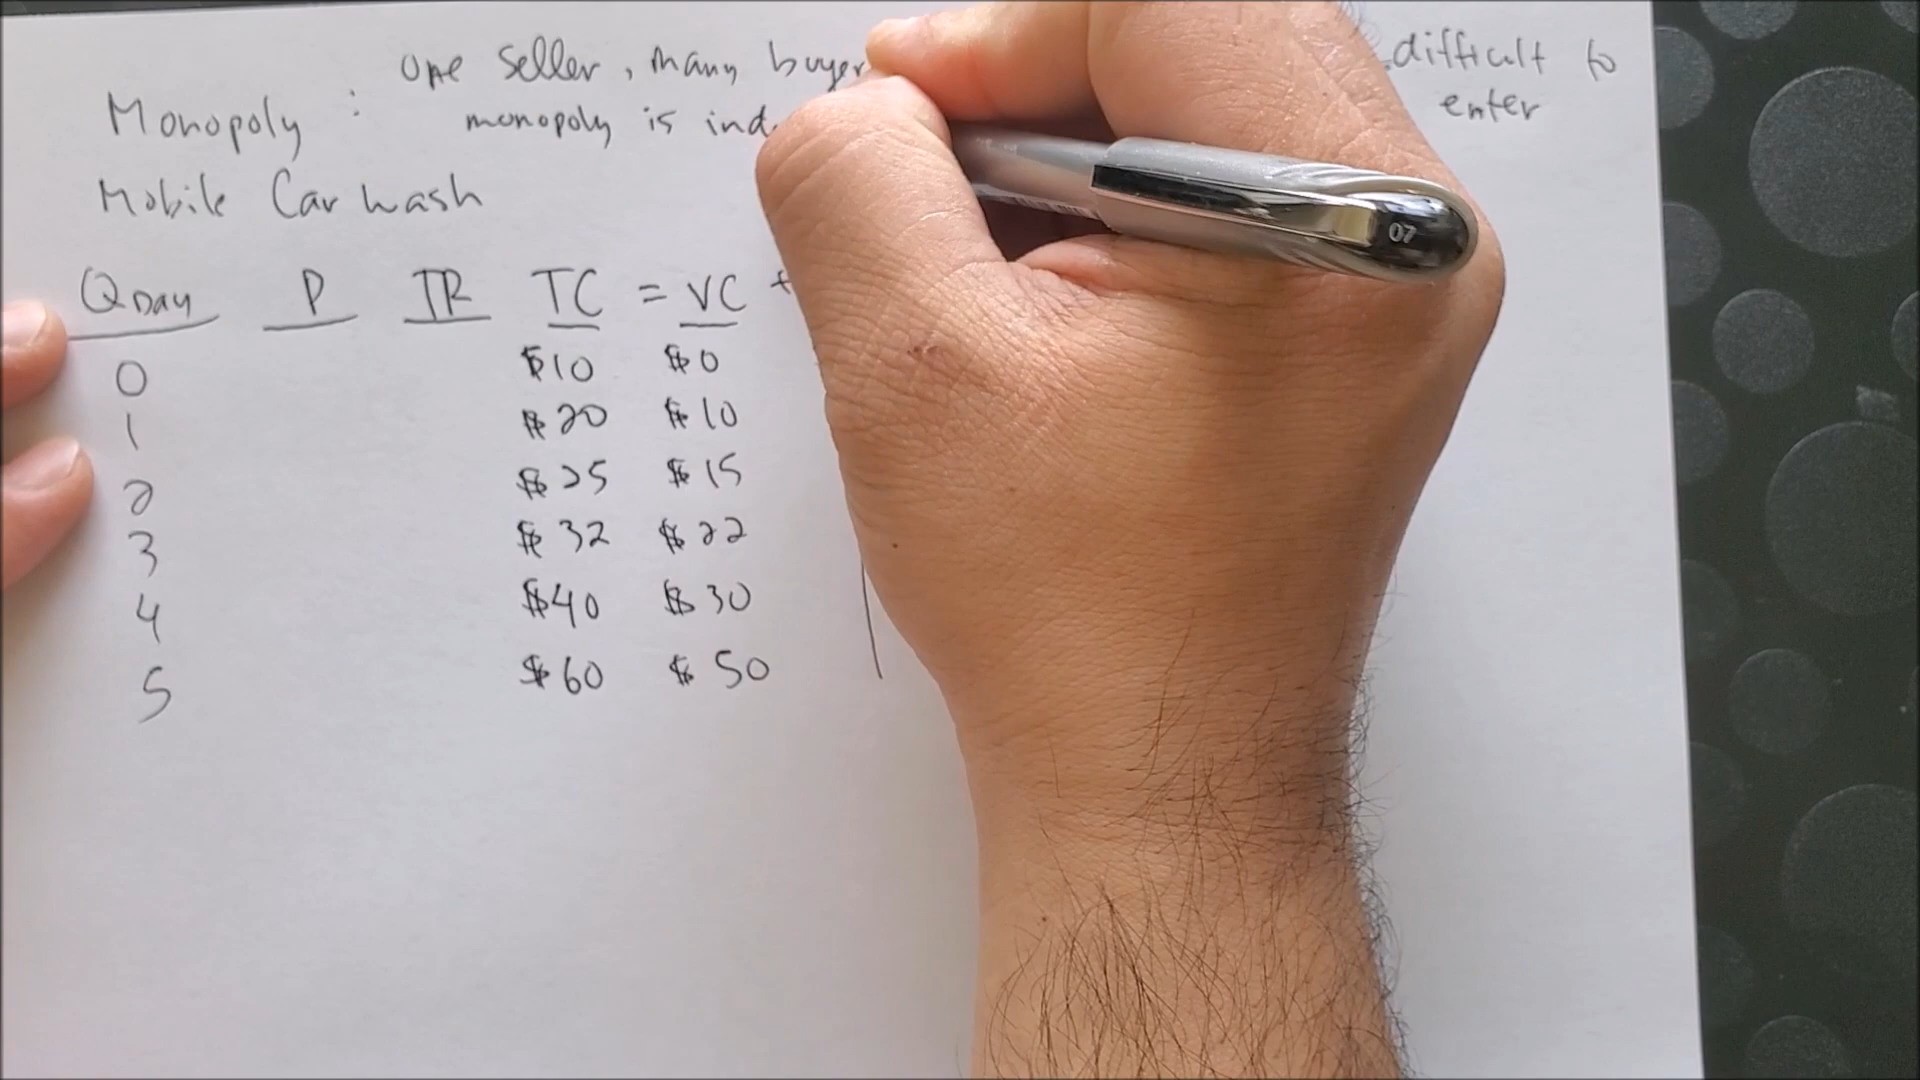 one seller, many buyer difficult to
Monopoly : monopoly is ind enter
Mobile Car wash
QDay P TR TC = VC +
0 $10 $0
1 $20 $10
2 $25 $15
3 $32 $22
4 $40 $30
5 $60 $50
07